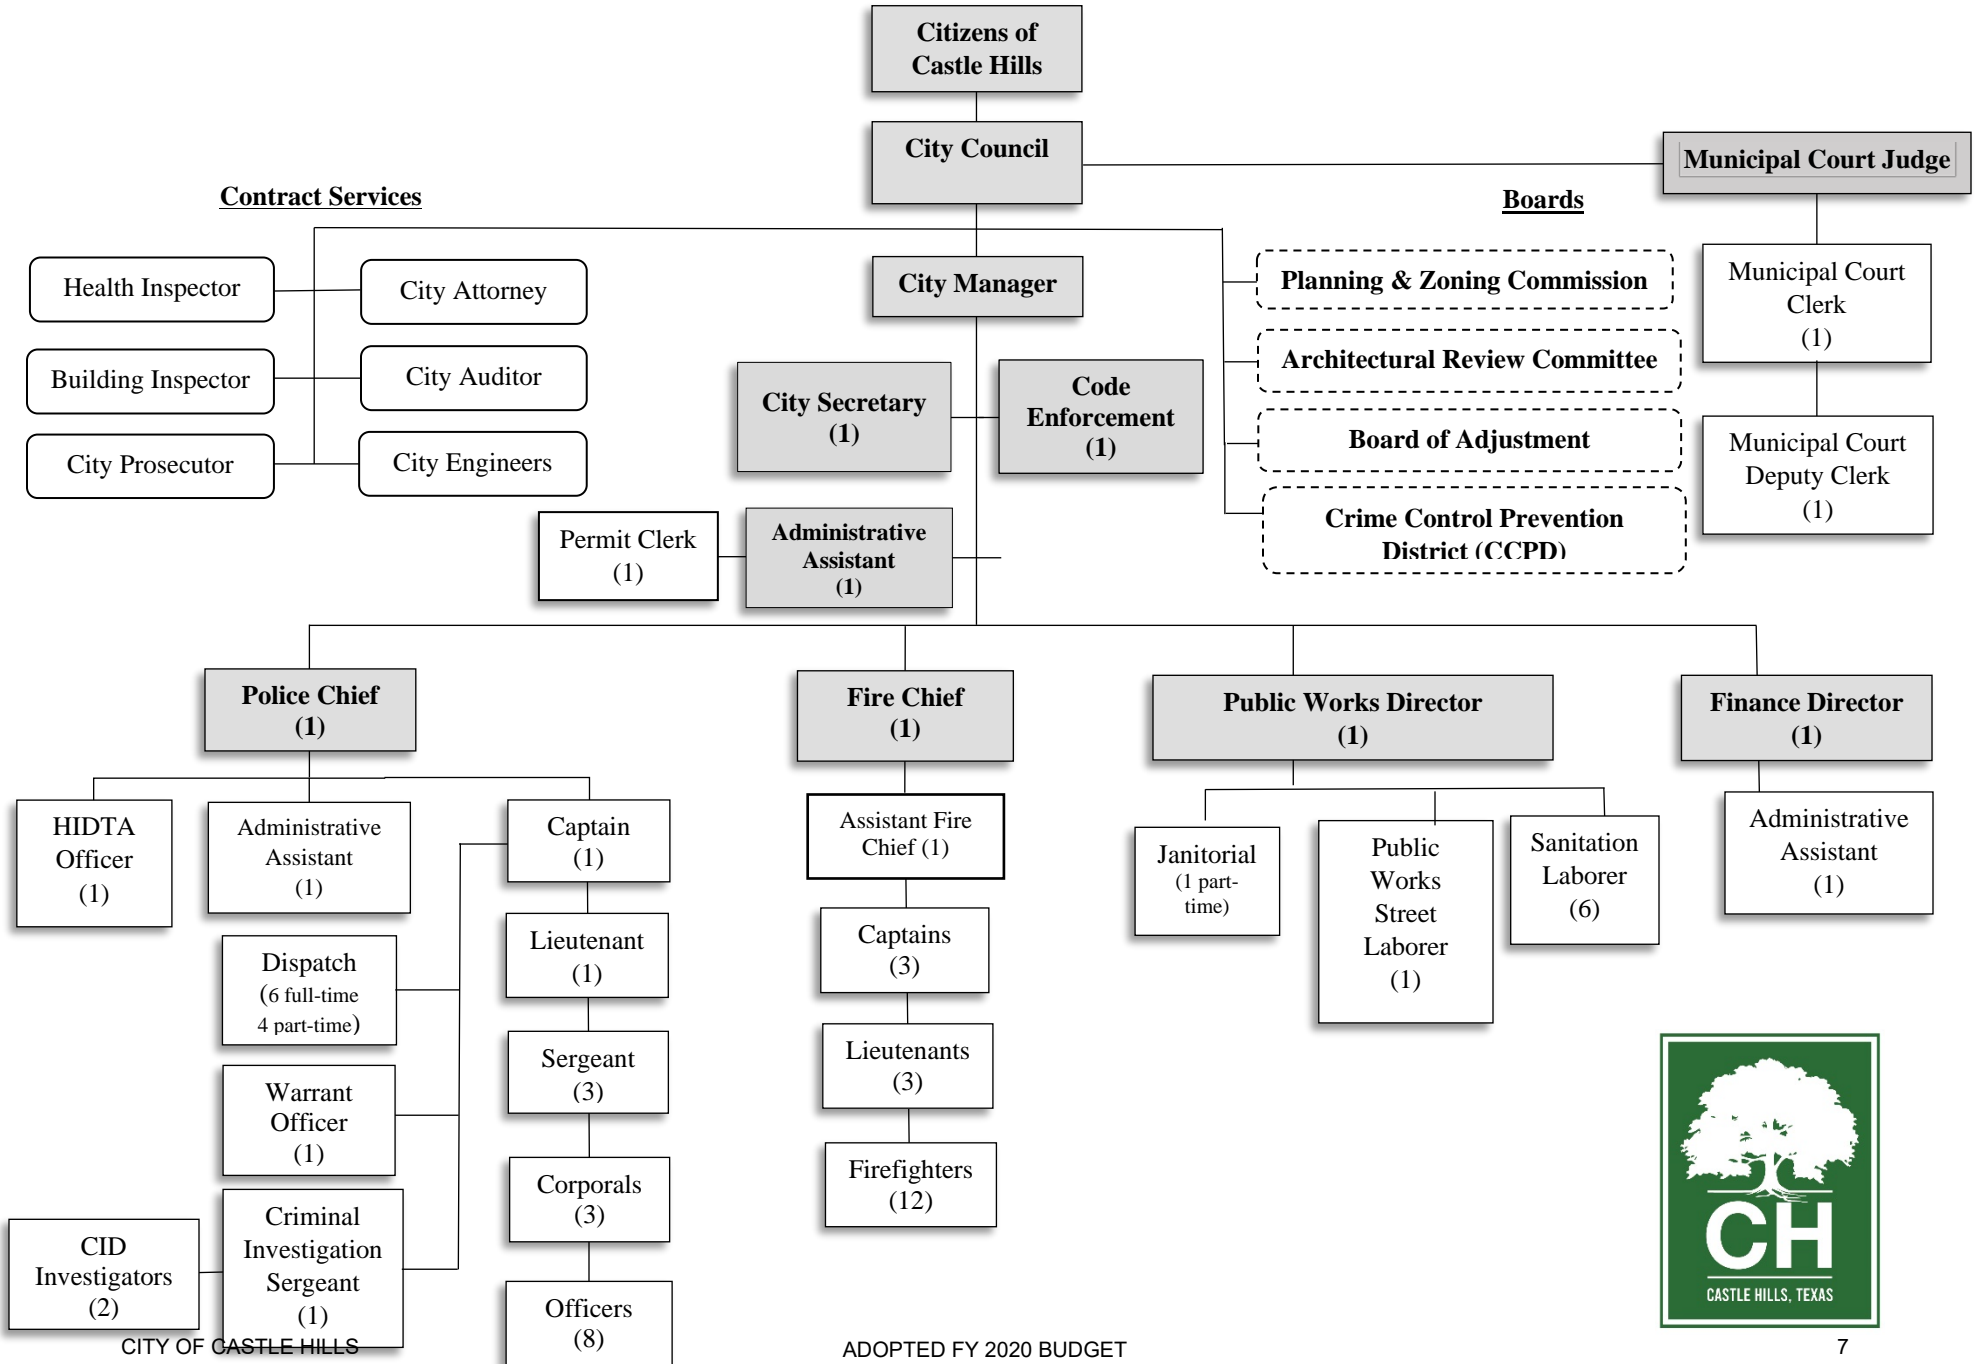 Citizens of
Castle Hills
City Council
Municipal Court Judge
Contract Services
Boards
Health Inspector
City Attorney
Building Inspector
City Auditor
City Prosecutor
City Engineers
City Manager
City Secretary
(1)
Code
Enforcement
(1)
Permit Clerk
(1)
Administrative
Assistant
(1)
Planning & Zoning Commission
Architectural Review Committee
Board of Adjustment
Crime Control Prevention
District (CCPD)
Municipal Court
Clerk
(1)
Municipal Court
Deputy Clerk
(1)
Police Chief
(1)
Fire Chief
(1)
Public Works Director
(1)
Finance Director
(1)
HIDTA
Officer
(1)
Administrative
Assistant
(1)
Captain
(1)
Dispatch
(6 full-time
4 part-time)
Warrant
Officer
(1)
Criminal
Investigation
Sergeant
(1)
CID
Investigators
(2)
Lieutenant
(1)
Sergeant
(3)
Corporals
(3)
Officers
(8)
Assistant Fire
Chief (1)
Captains
(3)
Lieutenants
(3)
Firefighters
(12)
Janitorial
(1 part-
time)
Public
Works
Street
Laborer
(1)
Sanitation
Laborer
(6)
Administrative
Assistant
(1)
CH
CASTLE HILLS, TEXAS
CITY OF CASTLE HILLS
ADOPTED FY 2020 BUDGET
7